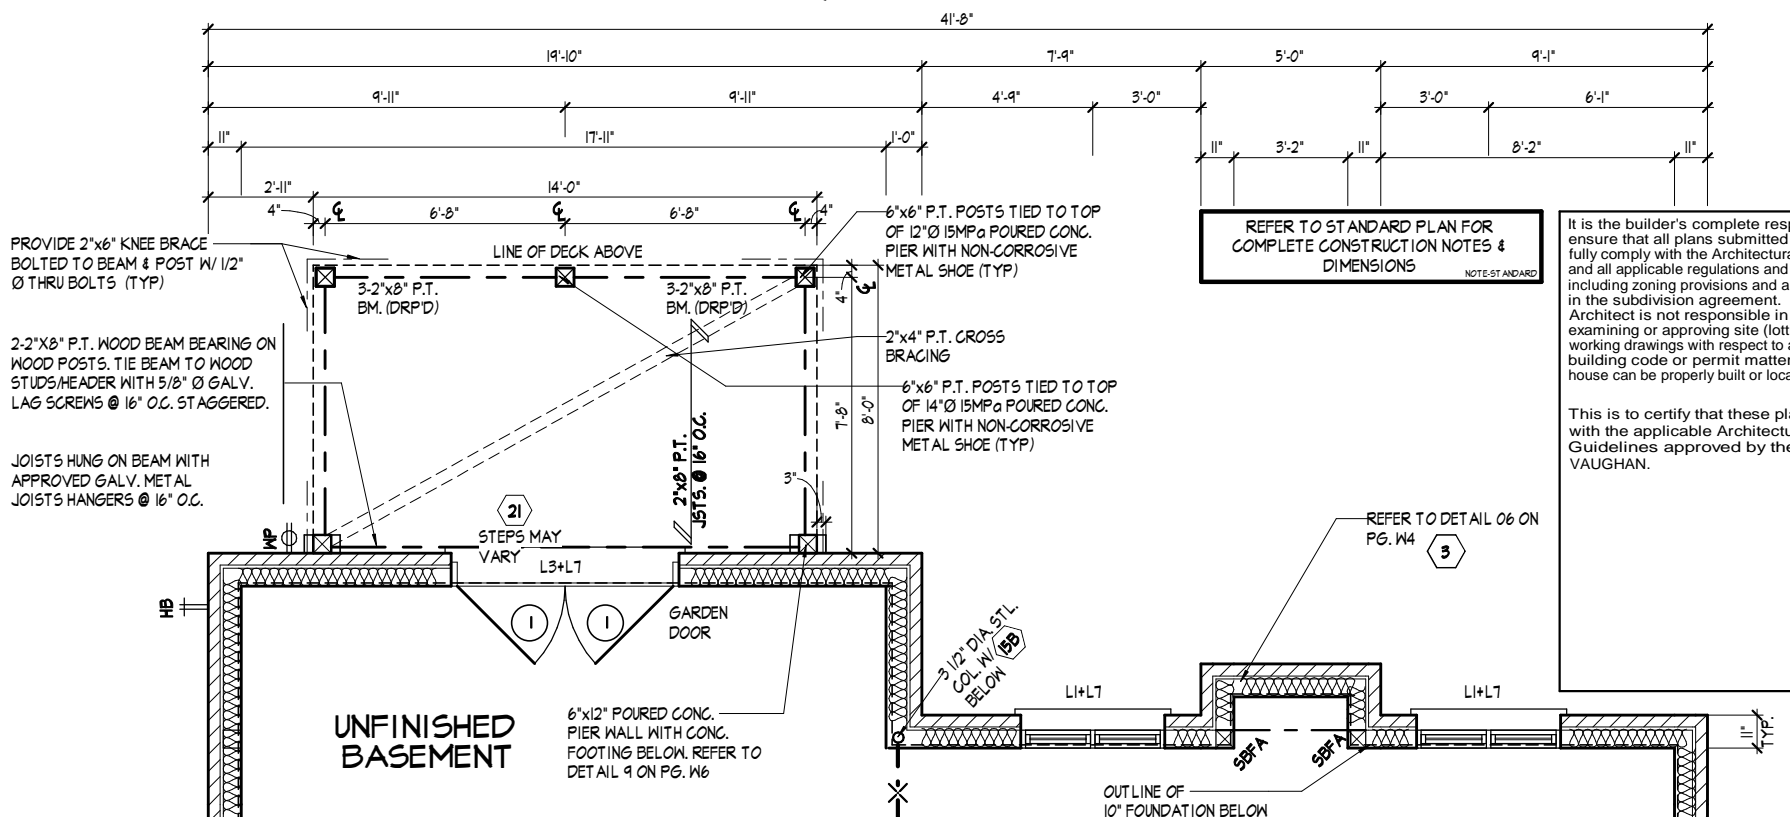 41'-8"
19'-10"
7'-9"
5'-0"
9'-1"
9'-11"
9'-11"
4'-9"
3'-0"
3'-0"
6'-1"
11"
17'-11"
1'-0"
11"
3'-2"
11"
8'-2"
11"
2'-11"
14'-0"
4"
6'-8"
6'-8"
4"
PROVIDE 2"x6" KNEE BRACE
BOLTED TO BEAM & POST W/ 1/2"
Ø THRU BOLTS (TYP)
LINE OF DECK ABOVE
6"x6" P.T. POSTS TIED TO TOP
OF 12"Ø 15MPa POURED CONC.
PIER WITH NON-CORROSIVE
METAL SHOE (TYP)
REFER TO STANDARD PLAN FOR
COMPLETE CONSTRUCTION NOTES &
DIMENSIONS
NOTE-STANDARD
It is the builder's complete resp
ensure that all plans submitted
fully comply with the Architectura
and all applicable regulations and
including zoning provisions and a
in the subdivision agreement.
Architect is not responsible in
examining or approving site (lott
working drawings with respect to a
building code or permit matter
house can be properly built or loca
This is to certify that these pla
with the applicable Architectu
Guidelines approved by the
VAUGHAN.
3-2"x8" P.T.
BM. (DRP'D)
3-2"x8" P.T.
BM. (DRP'D)
4"
2-2"X8" P.T. WOOD BEAM BEARING ON
WOOD POSTS. TIE BEAM TO WOOD
STUDS/HEADER WITH 5/8" Ø GALV.
LAG SCREWS @ 16" O.C. STAGGERED.
2"x4" P.T. CROSS
BRACING
6"x6" P.T. POSTS TIED TO TOP
OF 14"Ø 15MPa POURED CONC.
PIER WITH NON-CORROSIVE
METAL SHOE (TYP)
7'-8"
8'-0"
JOISTS HUNG ON BEAM WITH
APPROVED GALV. METAL
JOISTS HANGERS @ 16" O.C.
2"x8" P.T.
JSTS. @ 16" O.C.
3"
21
STEPS MAY
VARY
WP
L3+L7
REFER TO DETAIL 06 ON
PG. W4
3
HB
1
1
GARDEN
DOOR
3 1/2" DIA. STL.
COL. W/ 15B
BELOW
L1+L7
L1+L7
UNFINISHED
BASEMENT
6"x12" POURED CONC.
PIER WALL WITH CONC.
FOOTING BELOW. REFER TO
DETAIL 9 ON PG. W6
SBFA
SBFA
11"
TYP.
OUTLINE OF
10" FOUNDATION BELOW